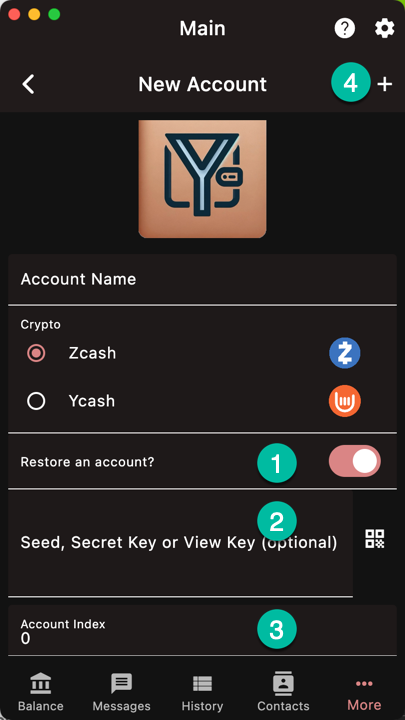 Main
New Account
4
Account Name
Crypto
Zcash
Ycash
Restore an account?
1
2
Seed, Secret Key or View Key (optional)
Account Index
3
0
Balance
Messages
History
Contacts
More